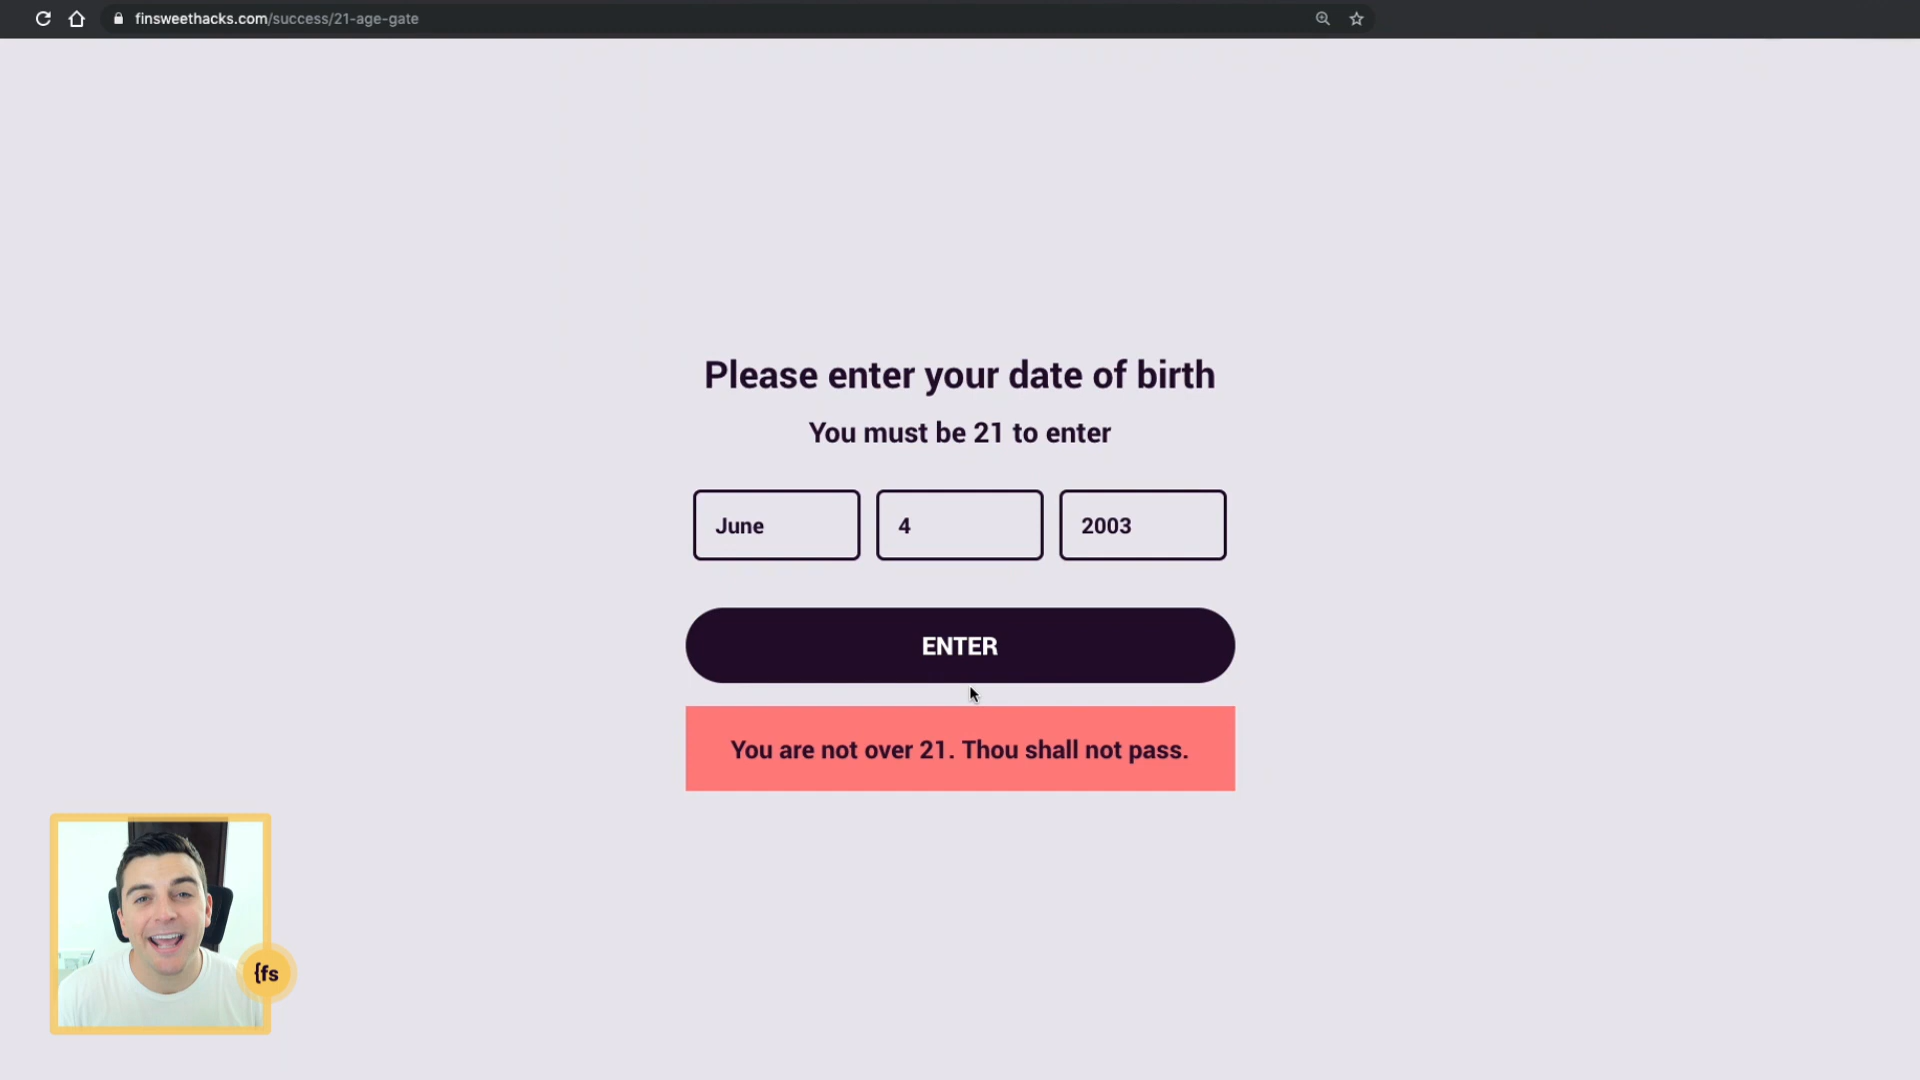 finsweethacks.com/success/21-age-gate
Please enter your date of birth
You must be 21 to enter
June
4
2003
ENTER
You are not over 21. Thou shall not pass.
{fs